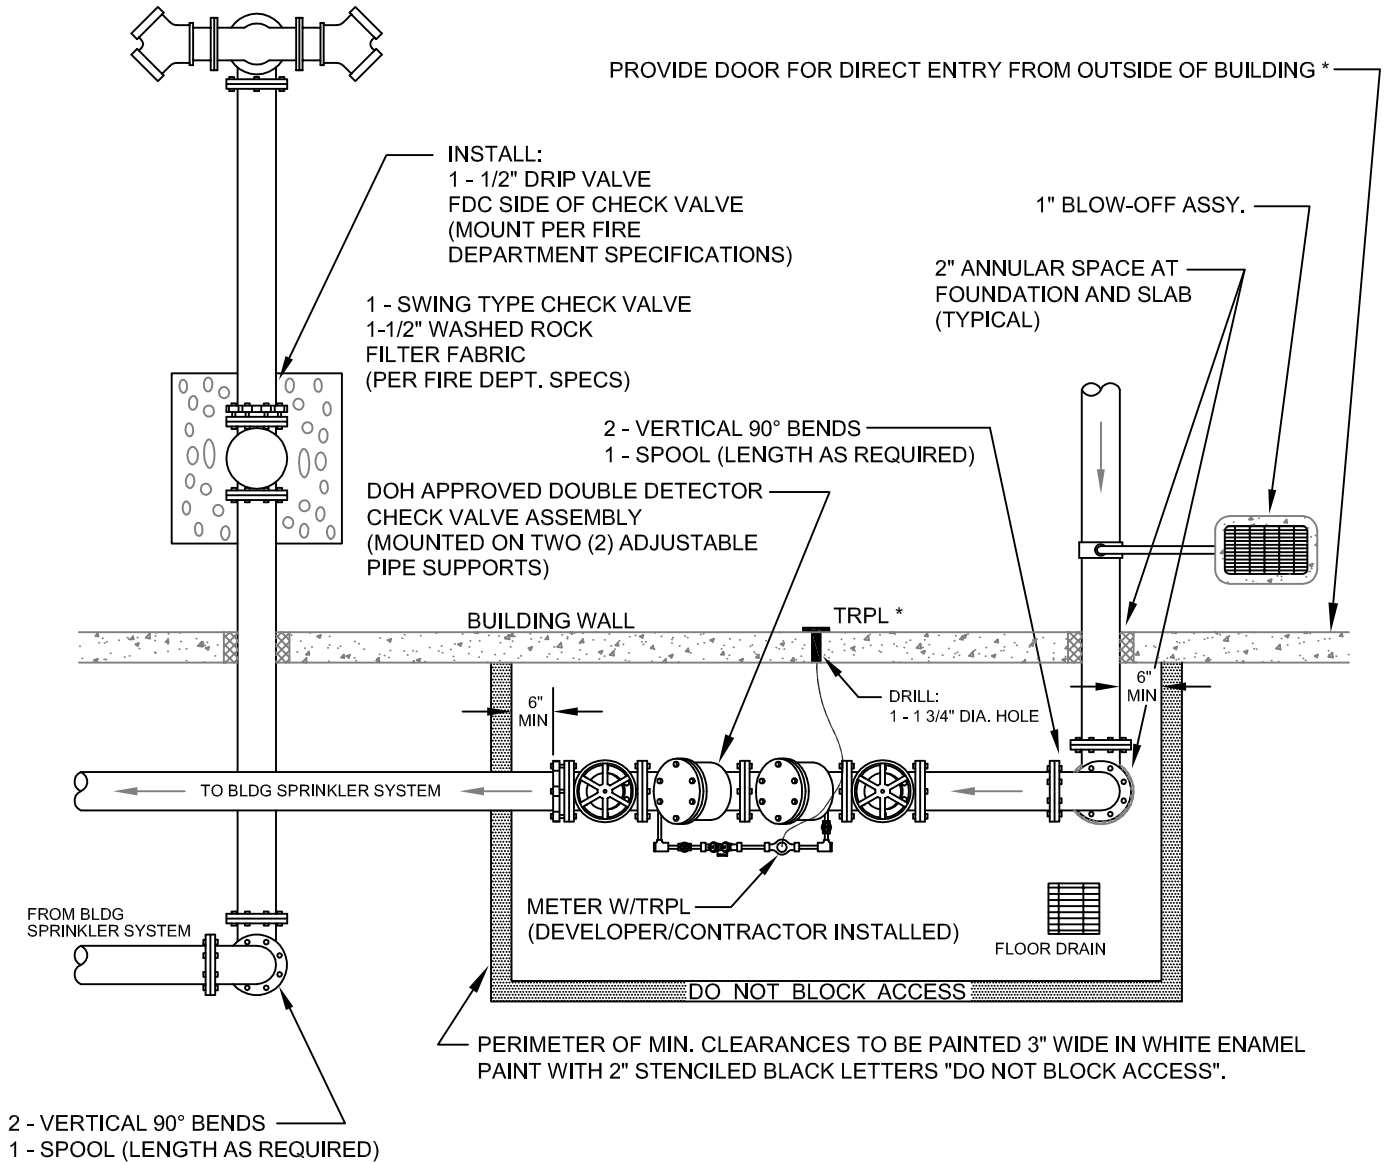 PROVIDE DOOR FOR DIRECT ENTRY FROM OUTSIDE OF BUILDING *
INSTALL:
1 - 1/2" DRIP VALVE
FDC SIDE OF CHECK VALVE
(MOUNT PER FIRE
DEPARTMENT SPECIFICATIONS)
1" BLOW-OFF ASSY.
2" ANNULAR SPACE AT
FOUNDATION AND SLAB
(TYPICAL)
1 - SWING TYPE CHECK VALVE
1-1/2" WASHED ROCK
FILTER FABRIC
(PER FIRE DEPT. SPECS)
2 - VERTICAL 90° BENDS
1 - SPOOL (LENGTH AS REQUIRED)
DOH APPROVED DOUBLE DETECTOR
CHECK VALVE ASSEMBLY
(MOUNTED ON TWO (2) ADJUSTABLE
PIPE SUPPORTS)
BUILDING WALL
TRPL *
6"
MIN
DRILL:
1 - 1 3/4" DIA. HOLE
6"
MIN
TO BLDG SPRINKLER SYSTEM
METER W/TRPL
(DEVELOPER/CONTRACTOR INSTALLED)
FROM BLDG
SPRINKLER SYSTEM
FLOOR DRAIN
DO NOT BLOCK ACCESS
PERIMETER OF MIN. CLEARANCES TO BE PAINTED 3" WIDE IN WHITE ENAMEL
PAINT WITH 2" STENCILED BLACK LETTERS "DO NOT BLOCK ACCESS".
2 - VERTICAL 90° BENDS
1 - SPOOL (LENGTH AS REQUIRED)